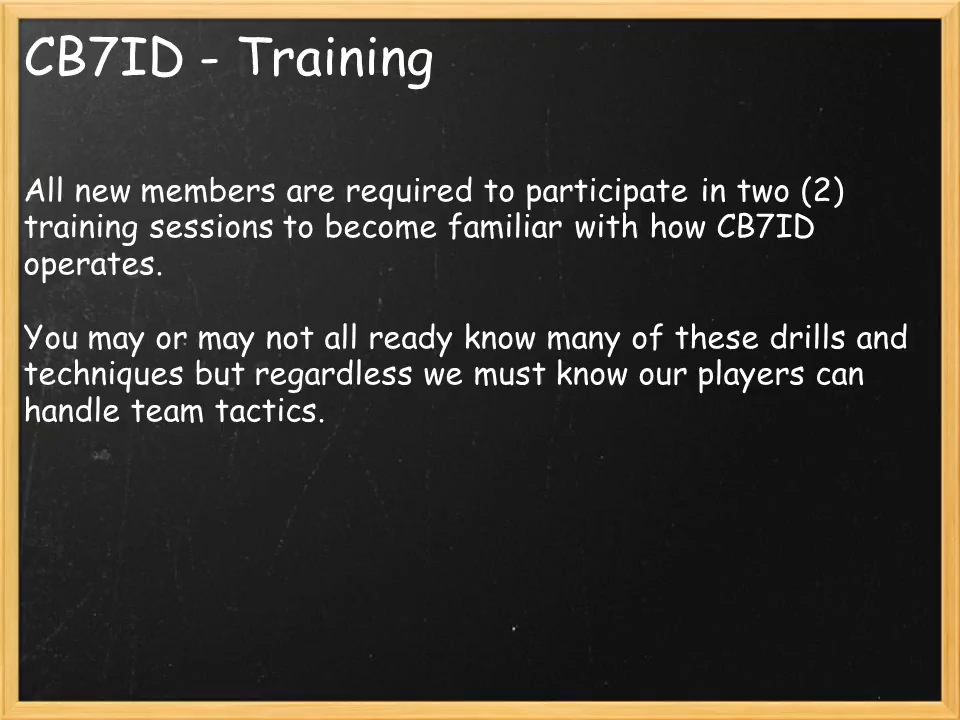 CB7ID - Training
All new members are required to participate in two (2)
training sessions to become familiar with how CB7ID
operates.
You may or may not all ready know many of these drills and
techniques but regardless we must know our players can
handle team tactics.